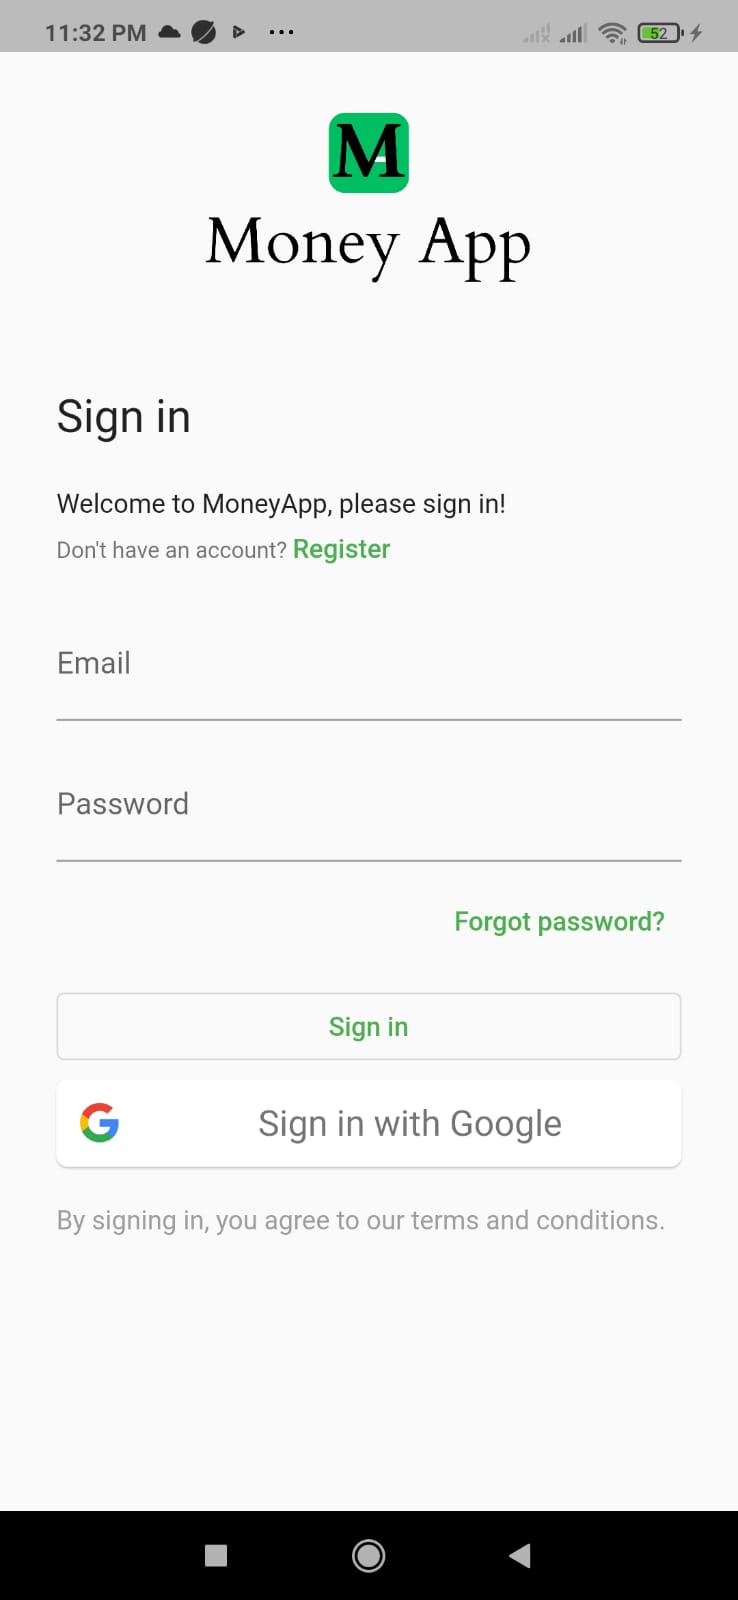 11:32 PM
52
M
Money App
Sign in
Welcome to MoneyApp, please sign in!
Don't have an account? Register
Email
Password
Forgot password?
Sign in
G Sign in with Google
By signing in, you agree to our terms and conditions.